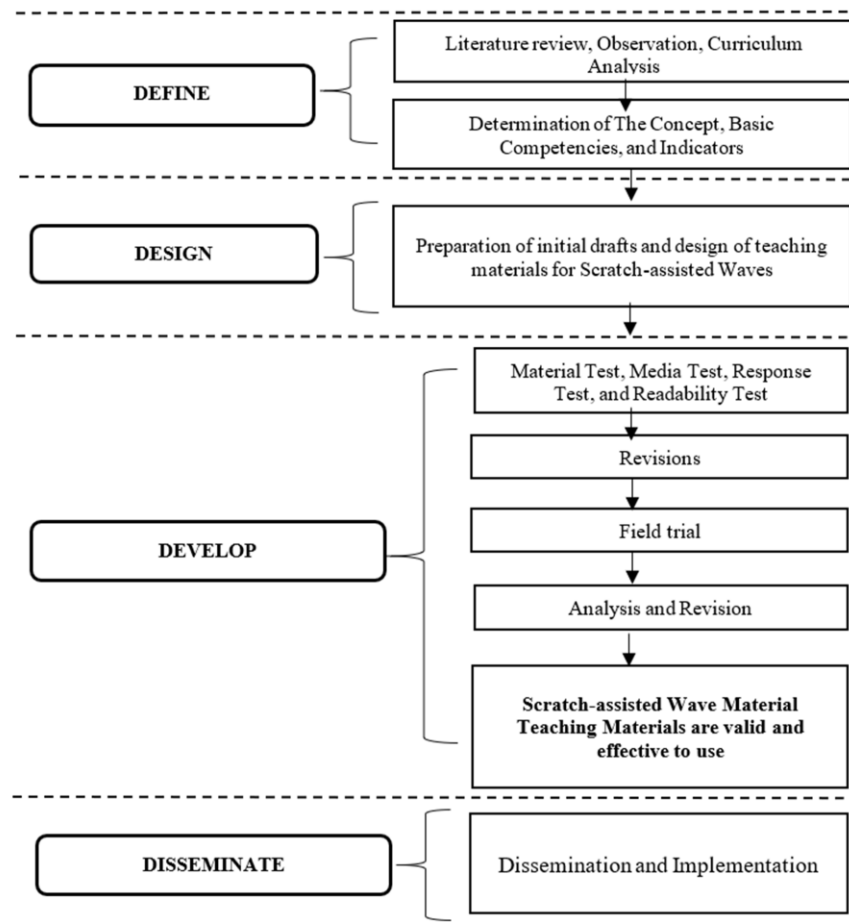 DEFINE
Literature review, Observation, Curriculum
Analysis
Determination of The Concept, Basic
Competencies, and Indicators
DESIGN
Preparation of initial drafts and design of teaching
materials for Scratch-assisted Waves
DEVELOP
Material Test, Media Test, Response
Test, and Readability Test
Revisions
Field trial
Analysis and Revision
Scratch-assisted Wave Material
Teaching Materials are valid and
effective to use
DISSEMINATE
Dissemination and Implementation